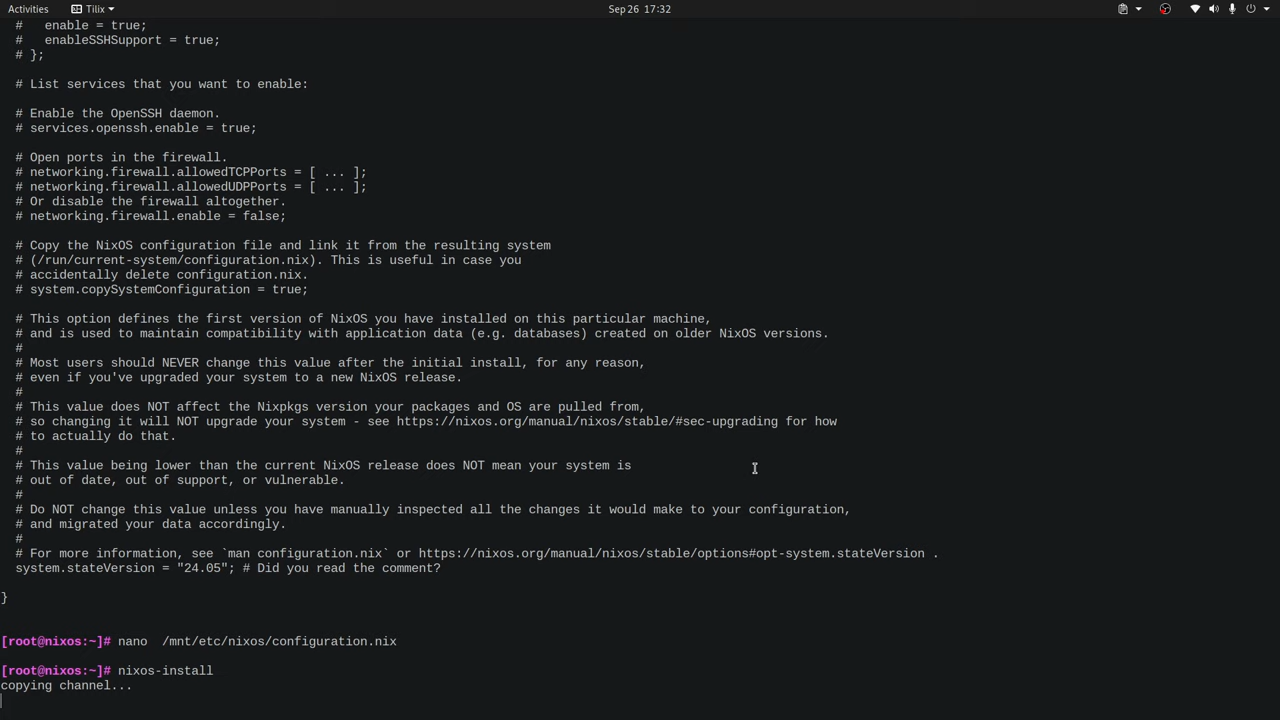 Activities
Tilix
Sep 26 17:32
#   enable = true;
#   enableSSHSupport = true;
# };
# List services that you want to enable:
# Enable the OpenSSH daemon.
# services.openssh.enable = true;
# Open ports in the firewall.
# networking.firewall.allowedTCPPorts = [ ... ];
# networking.firewall.allowedUDPPorts = [ ... ];
# Or disable the firewall altogether.
# networking.firewall.enable = false;
# Copy the NixOS configuration file and link it from the resulting system
# (/run/current-system/configuration.nix). This is useful in case you
# accidentally delete configuration.nix.
# system.copySystemConfiguration = true;
# This option defines the first version of NixOS you have installed on this particular machine,
# and is used to maintain compatibility with application data (e.g. databases) created on older NixOS versions.
#
# Most users should NEVER change this value after the initial install, for any reason,
# even if you've upgraded your system to a new NixOS release.
#
# This value does NOT affect the Nixpkgs version your packages and OS are pulled from,
# so changing it will NOT upgrade your system - see https://nixos.org/manual/nixos/stable/#sec-upgrading for how
# to actually do that.
#
# This value being lower than the current NixOS release does NOT mean your system is
# out of date, out of support, or vulnerable.
#
# Do NOT change this value unless you have manually inspected all the changes it would make to your configuration,
# and migrated your data accordingly.
#
# For more information, see `man configuration.nix` or https://nixos.org/manual/nixos/stable/options#opt-system.stateVersion .
system.stateVersion = "24.05"; # Did you read the comment?
}
[root@nixos:~]# nano  /mnt/etc/nixos/configuration.nix
[root@nixos:~]# nixos-install
copying channel...